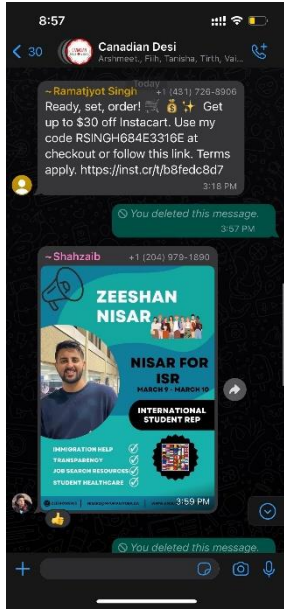 8:57
30
Canadian Desi
Arshmeet., Fiih, Tanisha, Tirth, Vai...
Today
~Ramatjyot Singh +1 (431) 726-8906
Ready, set, order! Get
up to $30 off Instacart. Use my
code RSINGH684E3316E at
checkout or follow this link. Terms
apply. https://inst.cr/t/b8fedc8d7
3:18 PM
You deleted this message.
3:57 PM
~Shahzaib +1 (204) 979-1890
ZEESHAN
NISAR
NISAR FOR
ISR
MARCH 9 - MARCH 10
INTERNATIONAL
STUDENT REP
IMMIGRATION HELP
TRANSPARENCY
JOB SEARCH RESOURCES
STUDENT HEALTHCARE
3:59 PM
You deleted this message.